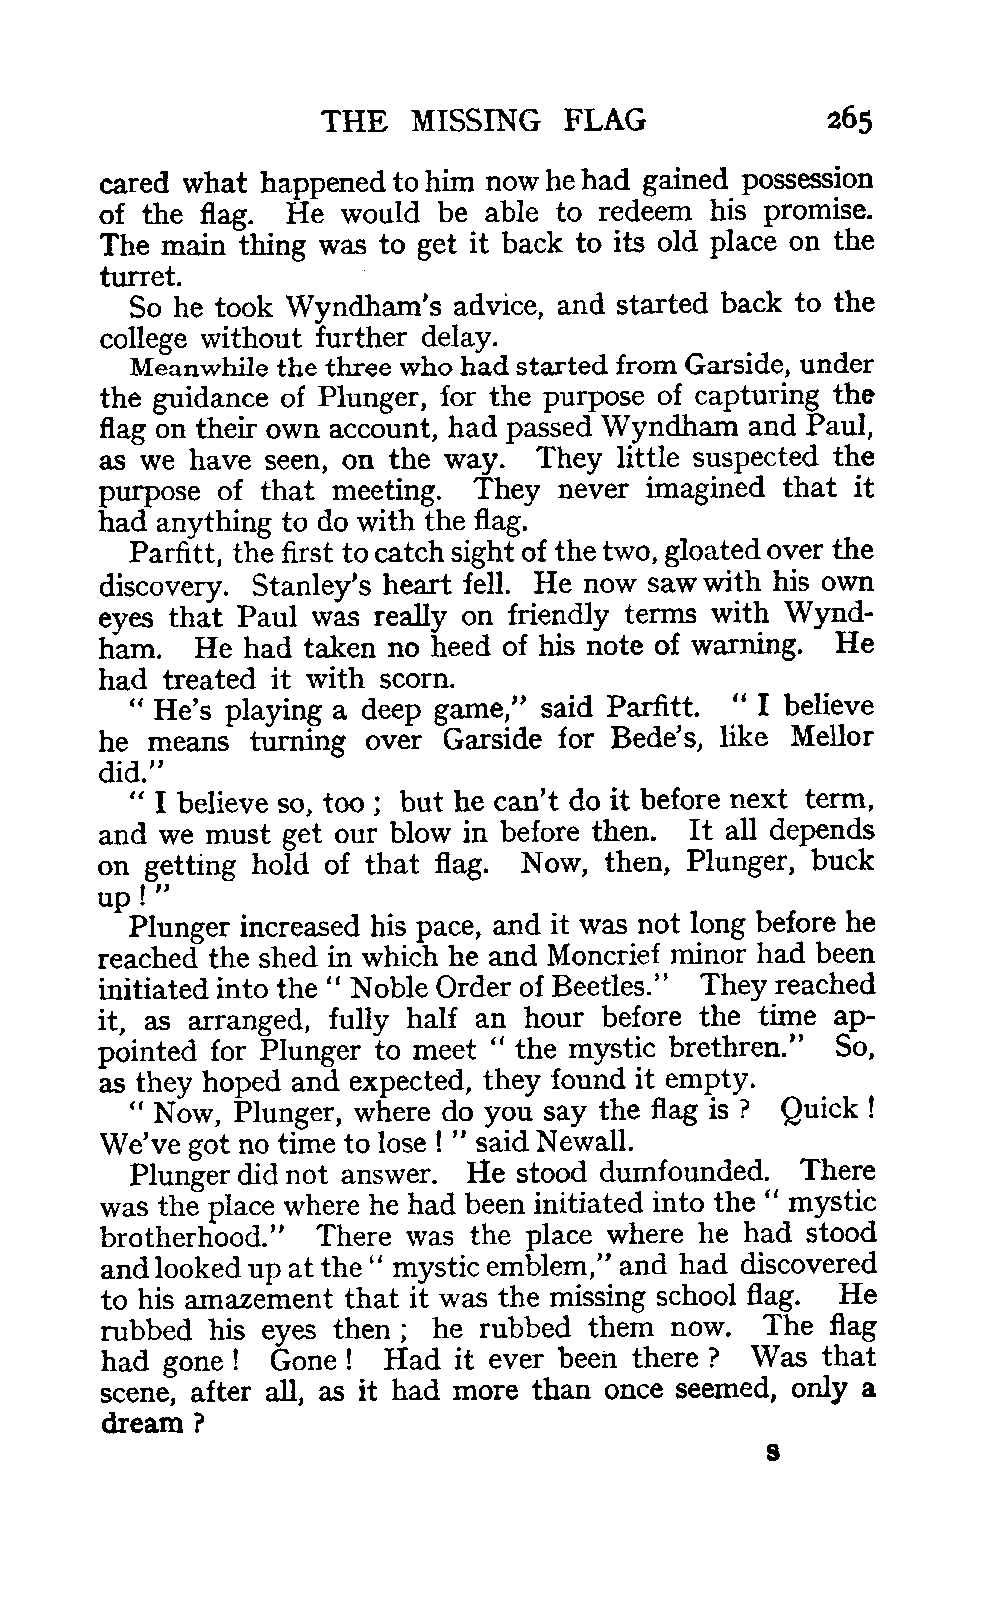 THE MISSING FLAG 265
cared what happened to him now he had gained possession
of the flag. He would be able to redeem his promise.
The main thing was to get it back to its old place on the
turret.
So he took Wyndham's advice, and started back to the
college without further delay.
Meanwhile the three who had started from Garside, under
the guidance of Plunger, for the purpose of capturing the
flag on their own account, had passed Wyndham and Paul,
as we have seen, on the way. They little suspected the
purpose of that meeting. They never imagined that it
had anything to do with the flag.
Parfitt, the first to catch sight of the two, gloated over the
discovery. Stanley's heart fell. He now saw with his own
eyes that Paul was really on friendly terms with Wynd-
ham. He had taken no heed of his note of warning. He
had treated it with scorn.
" He's playing a deep game," said Parfitt. " I believe
he means turning over Garside for Bede's, like Mellor
did."
" I believe so, too ; but he can't do it before next term,
and we must get our blow in before then. It all depends
on getting hold of that flag. Now, then, Plunger, buck
up ! "
Plunger increased his pace, and it was not long before he
reached the shed in which he and Moncrief minor had been
initiated into the " Noble Order of Beetles." They reached
it, as arranged, fully half an hour before the time ap-
pointed for Plunger to meet " the mystic brethren." So,
as they hoped and expected, they found it empty.
" Now, Plunger, where do you say the flag is ? Quick !
We've got no time to lose ! " said Newall.
Plunger did not answer. He stood dumfounded. There
was the place where he had been initiated into the " mystic
brotherhood." There was the place where he had stood
and looked up at the " mystic emblem," and had discovered
to his amazement that it was the missing school flag. He
rubbed his eyes then ; he rubbed them now. The flag
had gone ! Gone ! Had it ever been there ? Was that
scene, after all, as it had more than once seemed, only a
dream ?
S